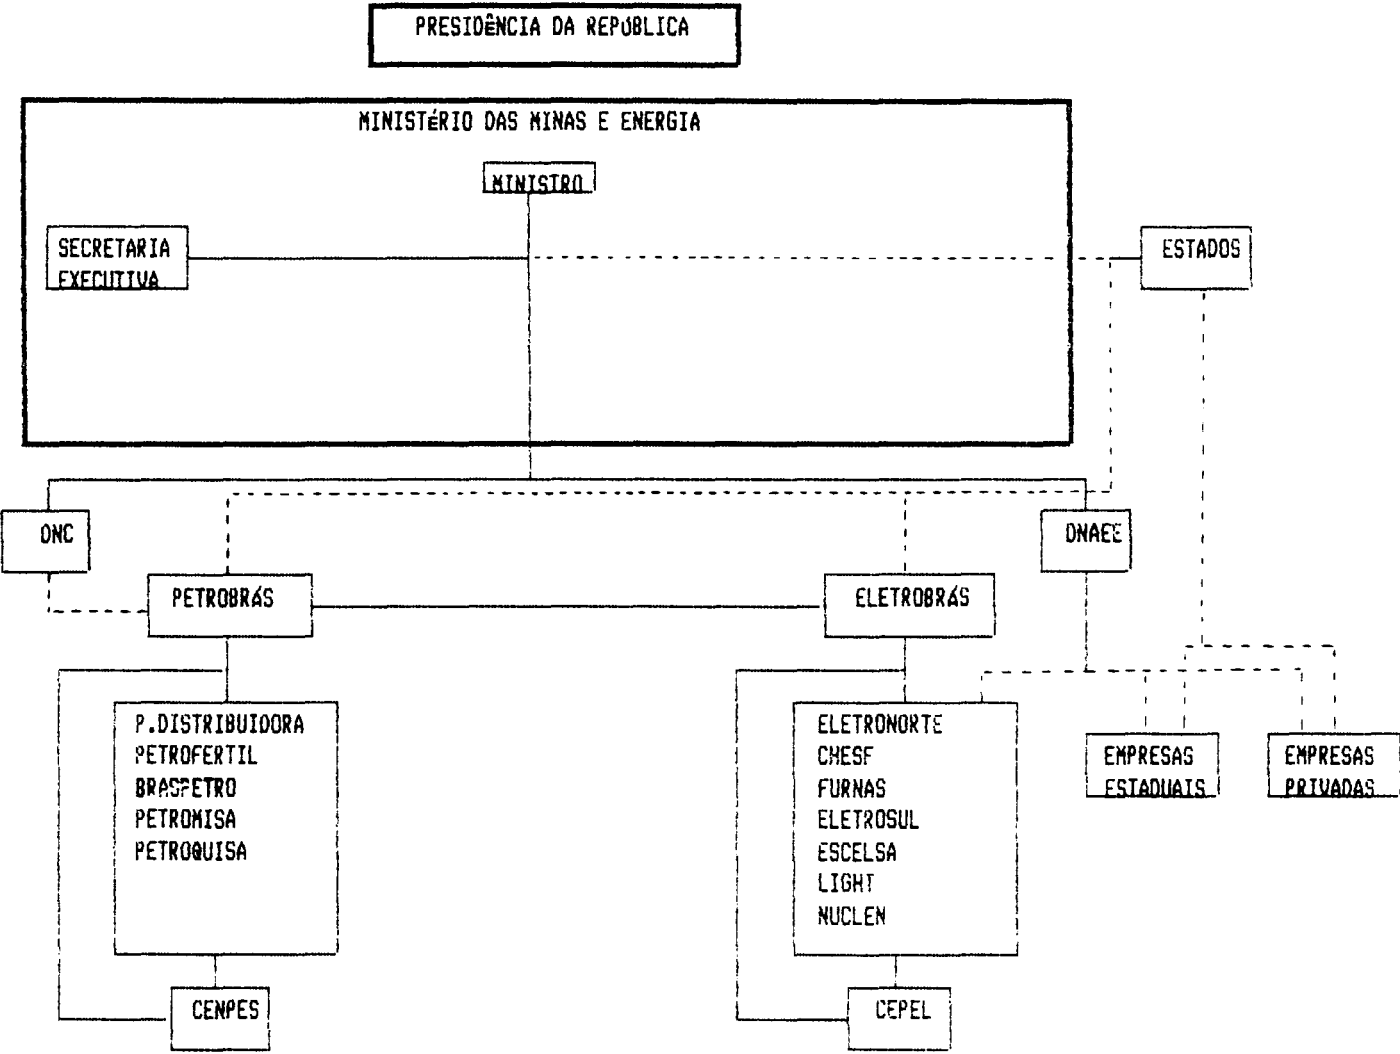 PRESIDÊNCIA DA REPÚBLICA
MINISTÉRIO DAS MINAS E ENERGIA
MINISTRO
SECRETARIA
EXECUTIVA
ESTADOS
DNC
DNAEE
PETROBRÁS
ELETROBRÁS
P.DISTRIBUIDORA
PETROFERTIL
BRASPETRO
PETROMISA
PETROQUISA
ELETRONORTE
CHESF
FURNAS
ELETROSUL
ESCELSA
LIGHT
NUCLEN
EMPRESAS
ESTADUAIS
EMPRESAS
PRIVADAS
CENPES
CEPEL